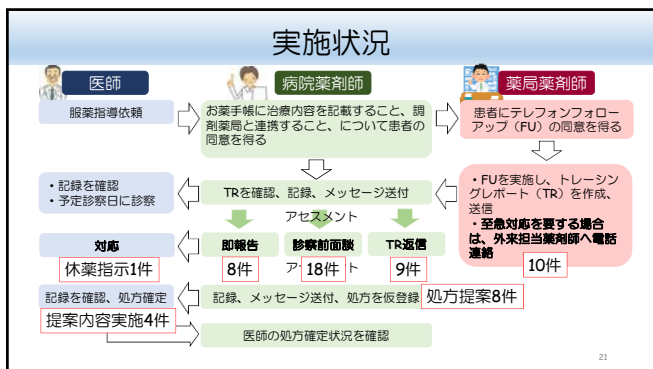 実施状況
医師
病院薬剤師
薬局薬剤師
服薬指導依頼
お薬手帳に治療内容を記載すること、調
剤薬局と連携すること、について患者の
同意を得る
患者にテレフォンフォロー
アップ（FU）の同意を得る
・記録を確認
・予定診察日に診察
TRを確認、記録、メッセージ送付
・FUを実施し、トレーシン
グレポート（TR）を作成、
送信
・至急対応を要する場合
は、外来担当薬剤師へ電話
連絡
10件
アセスメント
対応
休薬指示1件
即報告
8件
診察前面談
18件
TR返信
9件
ア
ト
記録を確認、処方確定
提案内容実施4件
記録、メッセージ送付、処方を仮登録
処方提案8件
医師の処方確定状況を確認
21